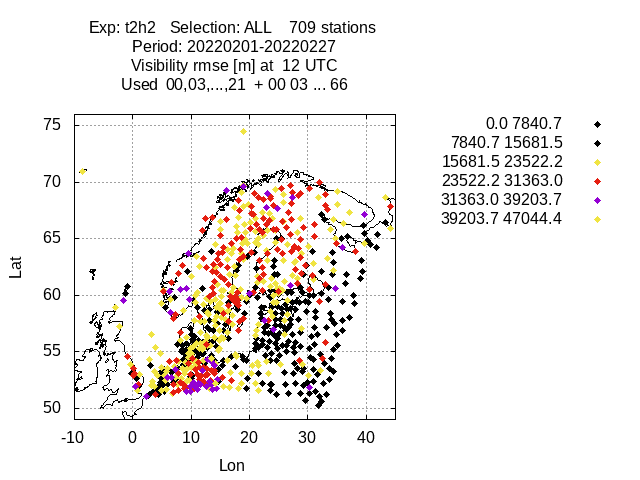 Exp: t2h2 Selection: ALL 709 stations
Period: 20220201-20220227
Visibility rmse [m] at 12 UTC
Used 00,03,...,21 + 00 03 ... 66
0.0 7840.7
7840.7 15681.5
15681.5 23522.2
23522.2 31363.0
31363.0 39203.7
39203.7 47044.4
75
70
65
60
55
50
Lat
-10 0 10 20 30 40
Lon